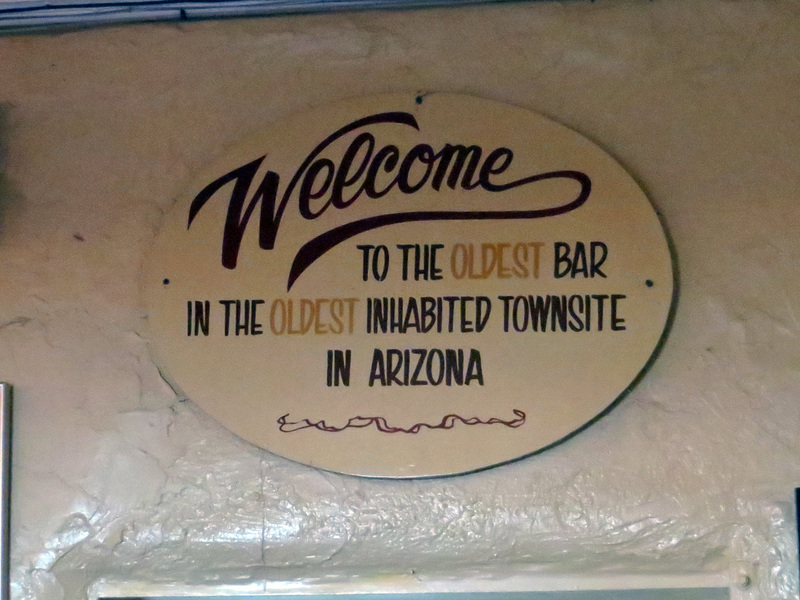 Welcome
TO THE OLDEST BAR
IN THE OLDEST INHABITED TOWNSITE
IN ARIZONA